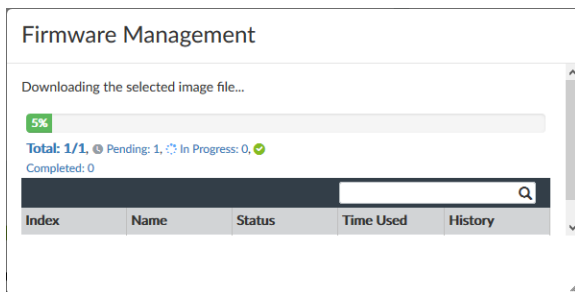 Firmware Management
Downloading the selected image file...
5%
Total: 1/1, Pending: 1, In Progress: 0,
Completed: 0
Index Name Status Time Used History